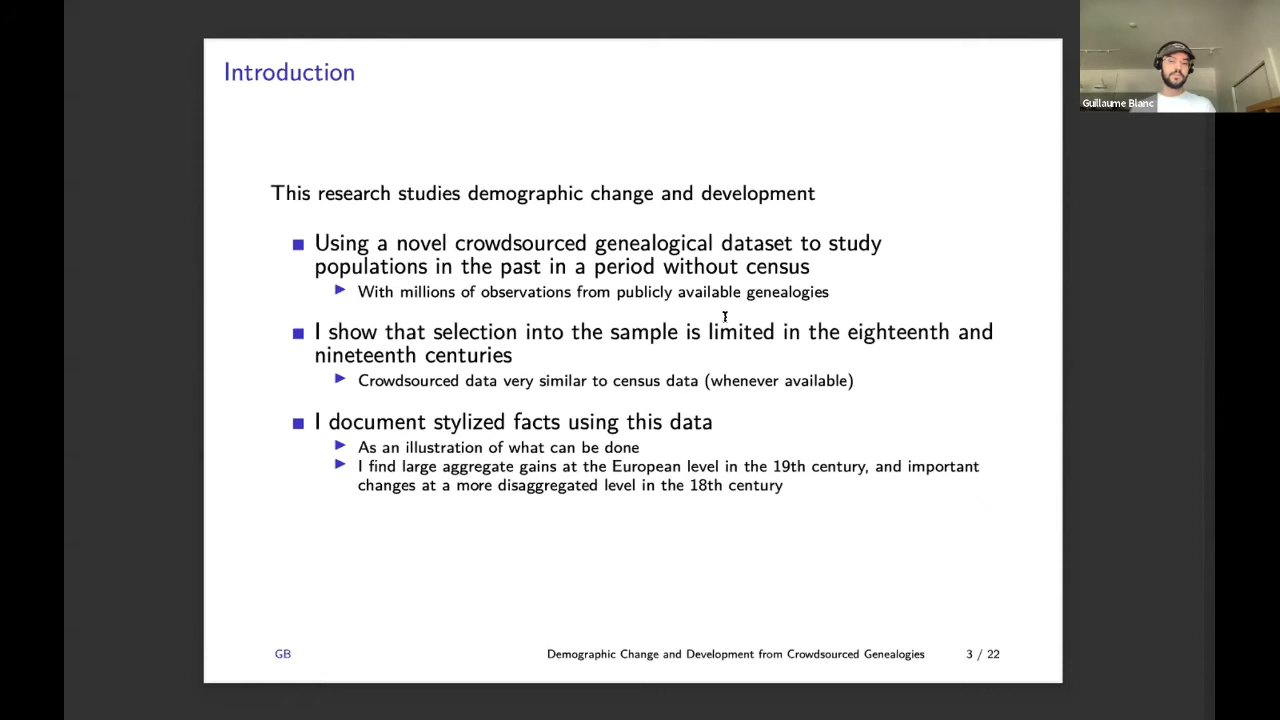 Introduction
Guillaume Blanc
This research studies demographic change and development
Using a novel crowdsourced genealogical dataset to study
populations in the past in a period without census
With millions of observations from publicly available genealogies
I show that selection into the sample is limited in the eighteenth and
nineteenth centuries
Crowdsourced data very similar to census data (whenever available)
I document stylized facts using this data
As an illustration of what can be done
I find large aggregate gains at the European level in the 19th century, and important
changes at a more disaggregated level in the 18th century
GB
Demographic Change and Development from Crowdsourced Genealogies
3 / 22